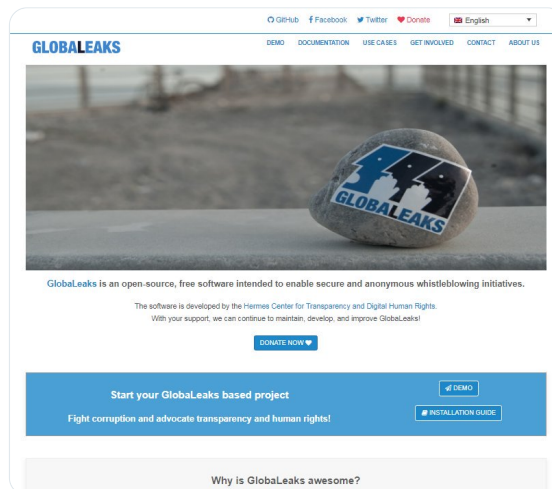 GitHub Facebook Twitter Donate English
GLOBALEAKS
DEMO DOCUMENTATION USE CASES GET INVOLVED CONTACT ABOUT US
GLOBALEAKS
GlobaLeaks is an open-source, free software intended to enable secure and anonymous whistleblowing initiatives.
The software is developed by the Hermes Center for Transparency and Digital Human Rights.
With your support, we can continue to maintain, develop, and improve GlobaLeaks!
DONATE NOW
Start your GlobaLeaks based project
DEMO
Fight corruption and advocate transparency and human rights!
INSTALLATION GUIDE
Why is GlobaLeaks awesome?